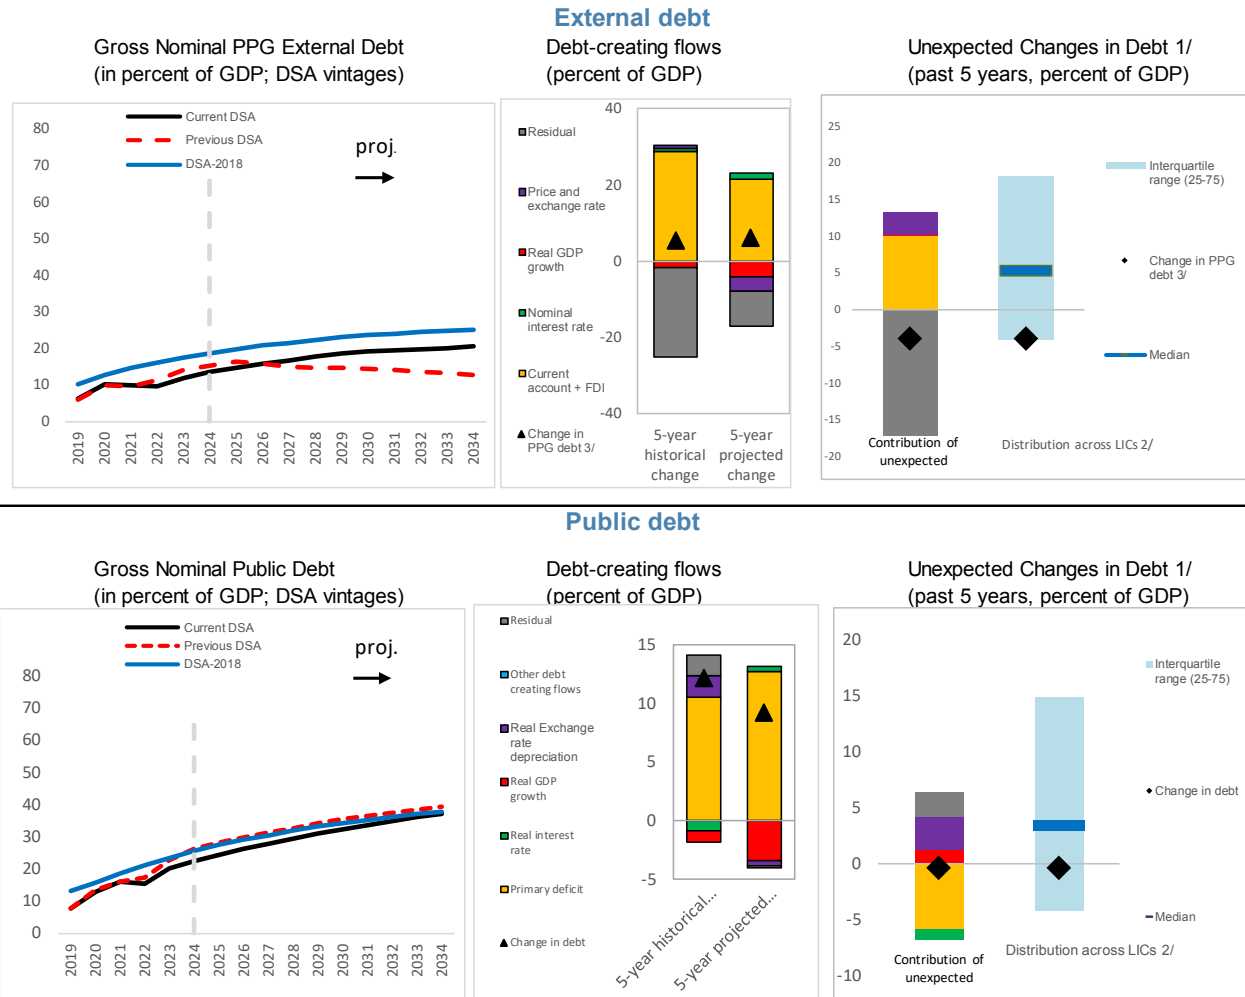 External debt
Gross Nominal PPG External Debt
(in percent of GDP; DSA vintages)
Current DSA
Previous DSA
DSA-2018
proj.
80
70
60
50
40
30
20
10
0
2019
2020
2021
2022
2023
2024
2025
2026
2027
2028
2029
2030
2031
2032
2033
2034
Debt-creating flows
(percent of GDP)
Residual
Price and
exchange rate
Real GDP
growth
Nominal
interest rate
Current
account + FDI
Change in
PPG debt 3/
40
20
0
-20
-40
5-year
historical
change
5-year
projected
change
Unexpected Changes in Debt 1/
(past 5 years, percent of GDP)
25
20
15
10
5
0
-5
-10
-15
-20
Contribution of
unexpected
Distribution across LICs 2/
Interquartile
range (25-75)
Change in PPG
debt 3/
Median
Public debt
Gross Nominal Public Debt
(in percent of GDP; DSA vintages)
Current DSA
Previous DSA
DSA-2018
proj.
80
70
60
50
40
30
20
10
0
2019
2020
2021
2022
2023
2024
2025
2026
2027
2028
2029
2030
2031
2032
2033
2034
Debt-creating flows
(percent of GDP)
Residual
Other debt
creating flows
Real Exchange
rate
depreciation
Real GDP
growth
Real interest
rate
Primary deficit
Change in debt
15
10
5
0
-5
5-year historical...
5-year projected...
Unexpected Changes in Debt 1/
(past 5 years, percent of GDP)
20
15
10
5
0
-5
-10
Contribution of
unexpected
Distribution across LICs 2/
Interquartile
range (25-75)
Change in debt
Median